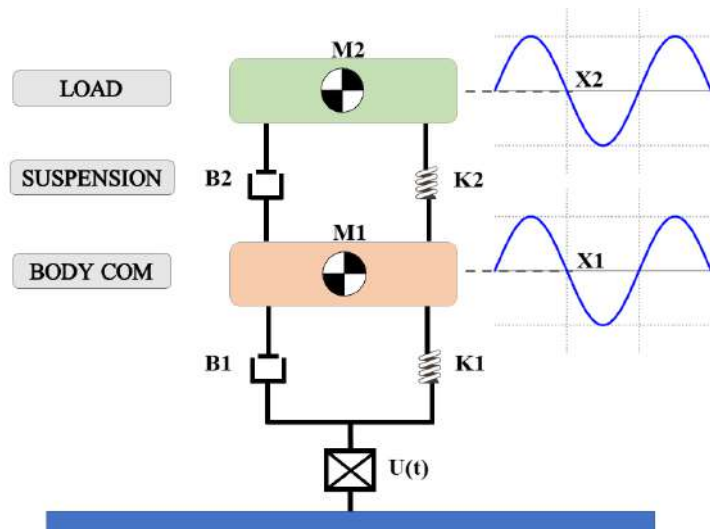 M2
LOAD
X2
SUSPENSION
B2
K2
M1
BODY COM
X1
B1
K1
U(t)